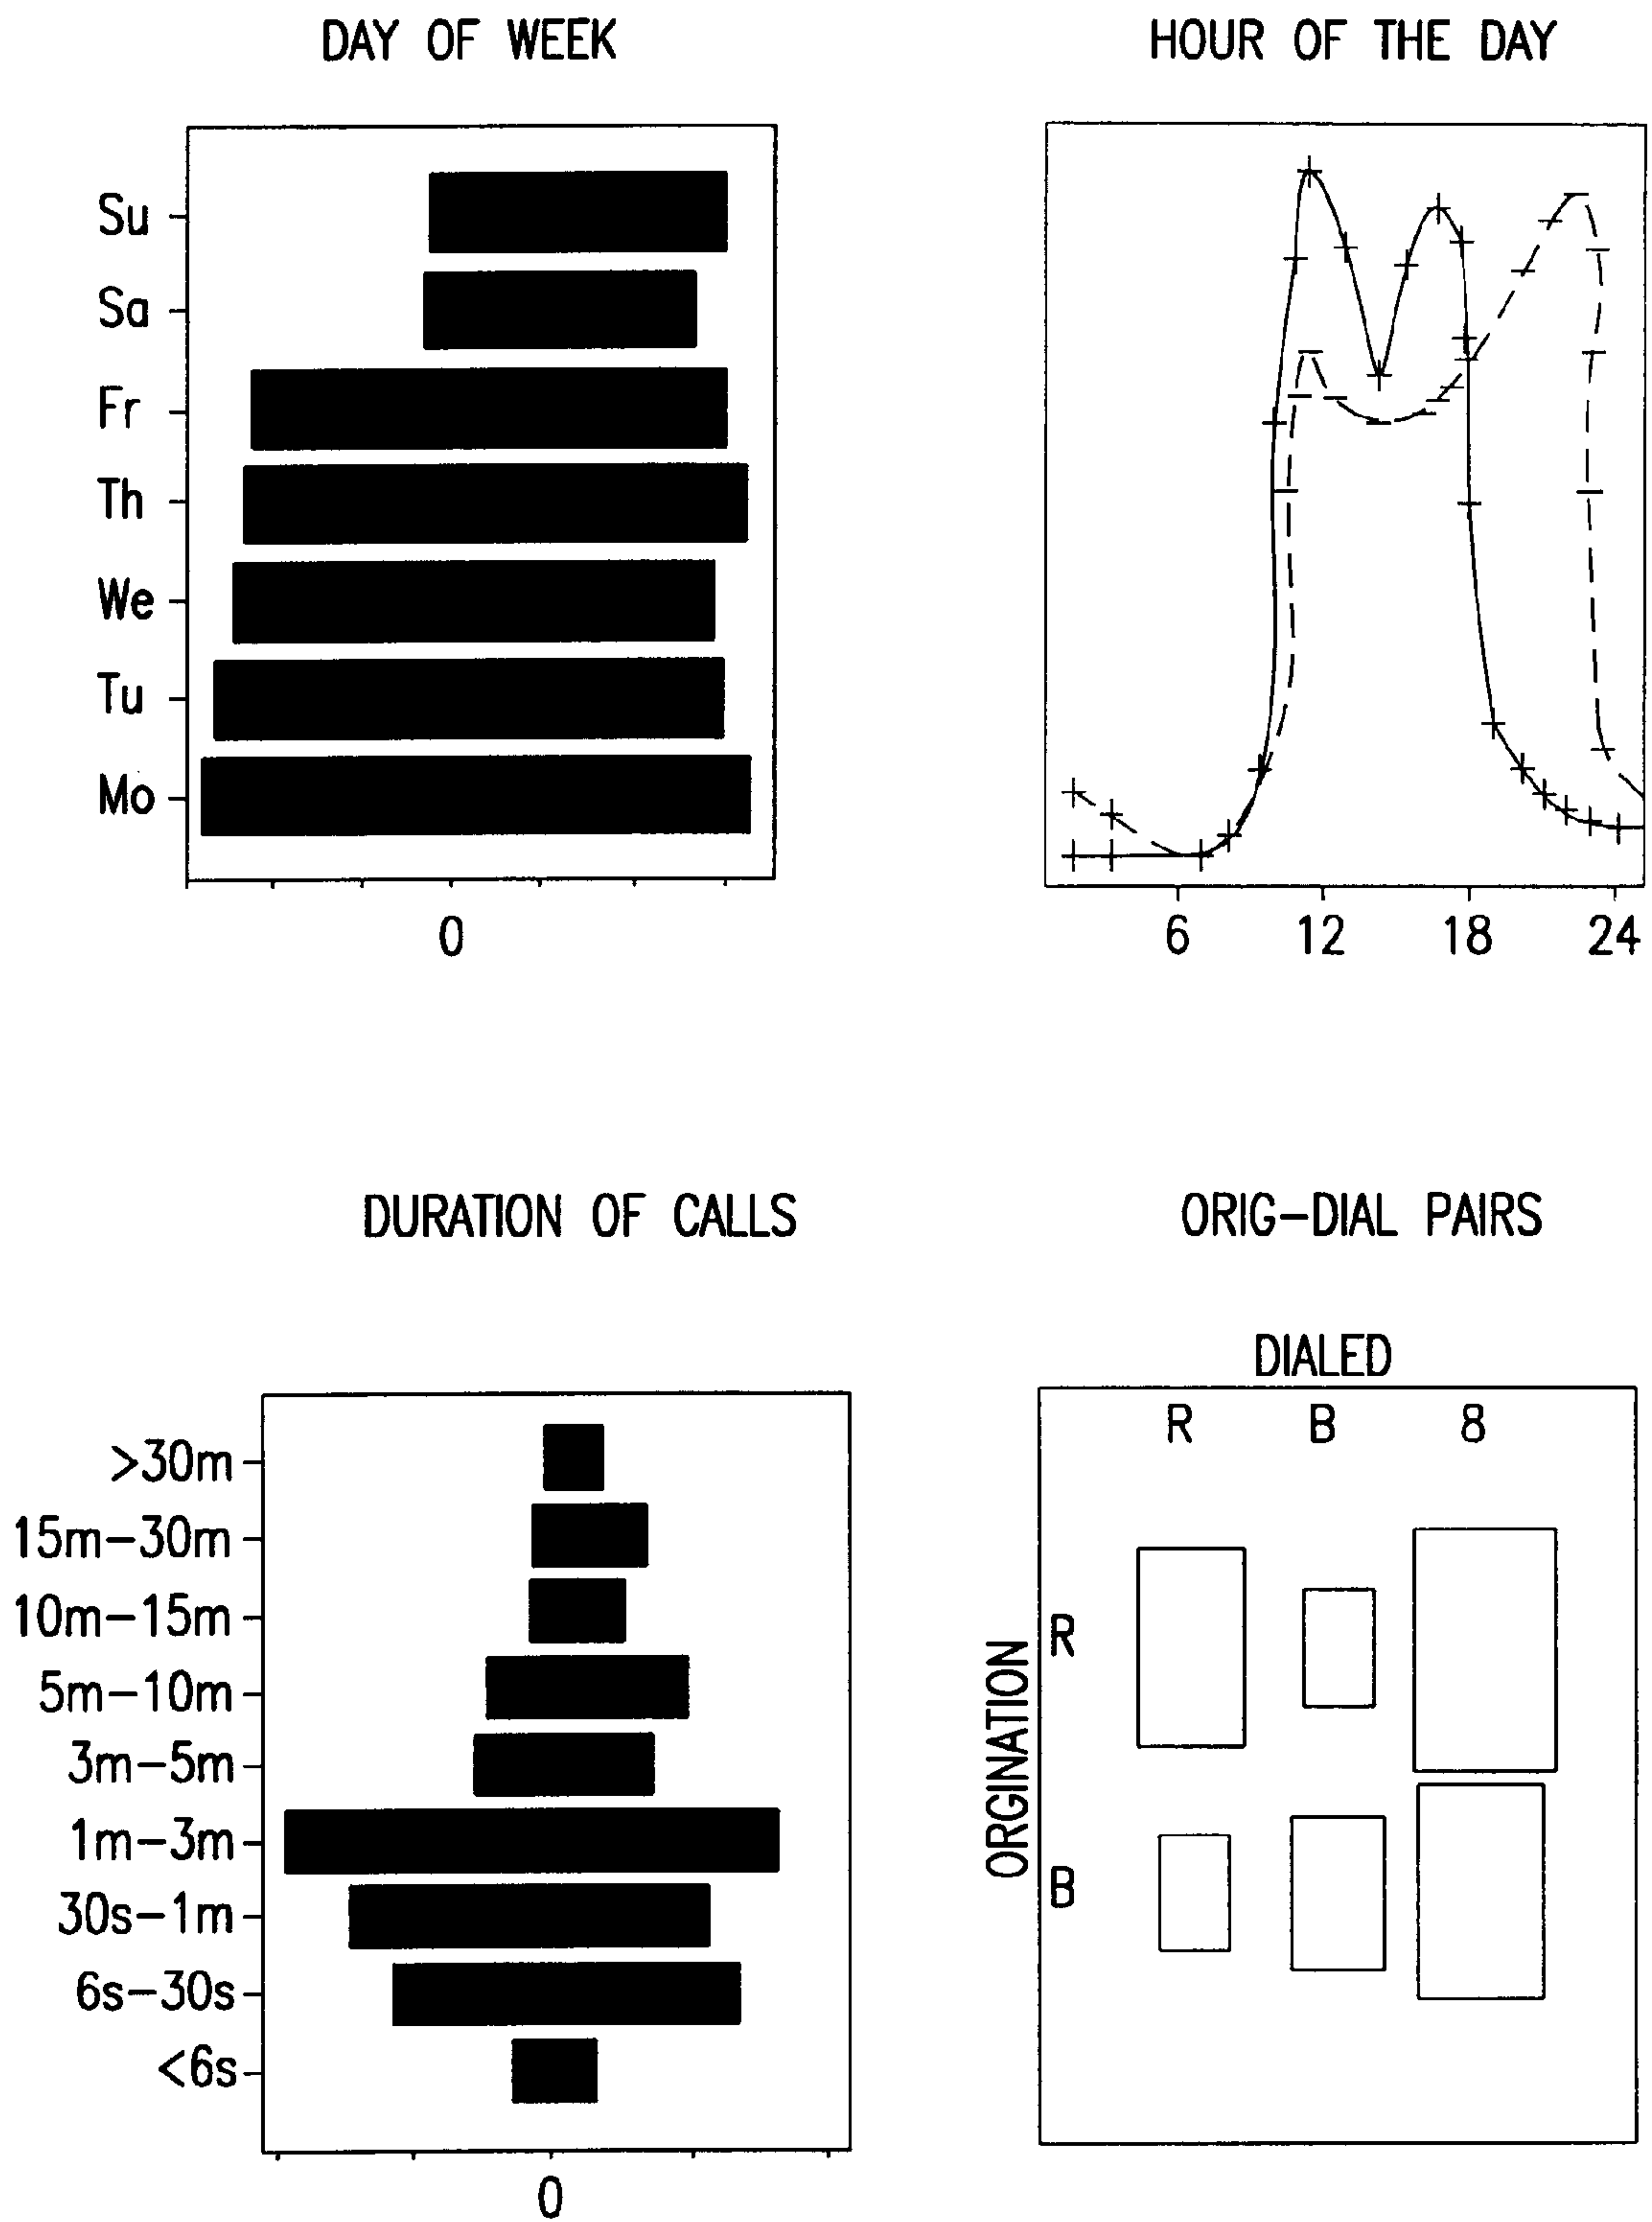 DAY OF WEEK
Su
Sa
Fr
Th
We
Tu
Mo
0
HOUR OF THE DAY
6 12 18 24
DURATION OF CALLS
>30m
15m-30m
10m-15m
5m-10m
3m-5m
1m-3m
30s-1m
6s-30s
<6s
0
ORIG-DIAL PAIRS
DIALED
R B 8
ORGINATION
R
B